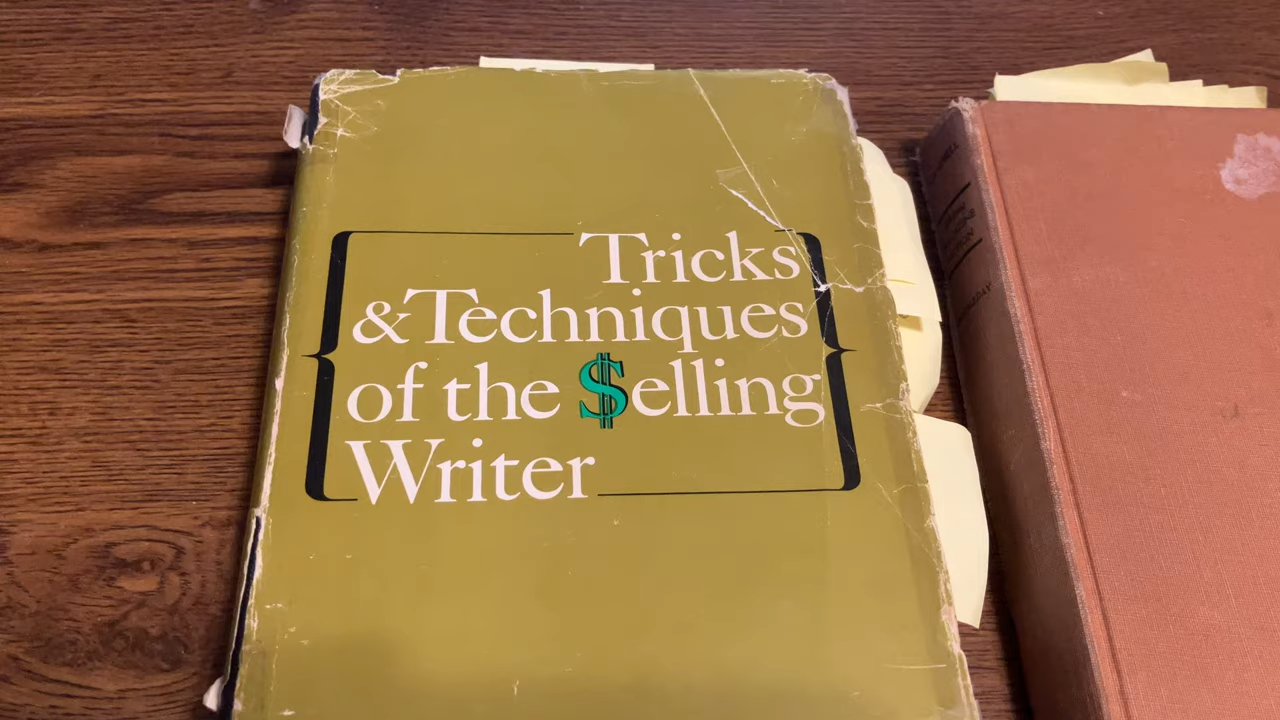 Tricks
& Techniques
of the $elling
Writer